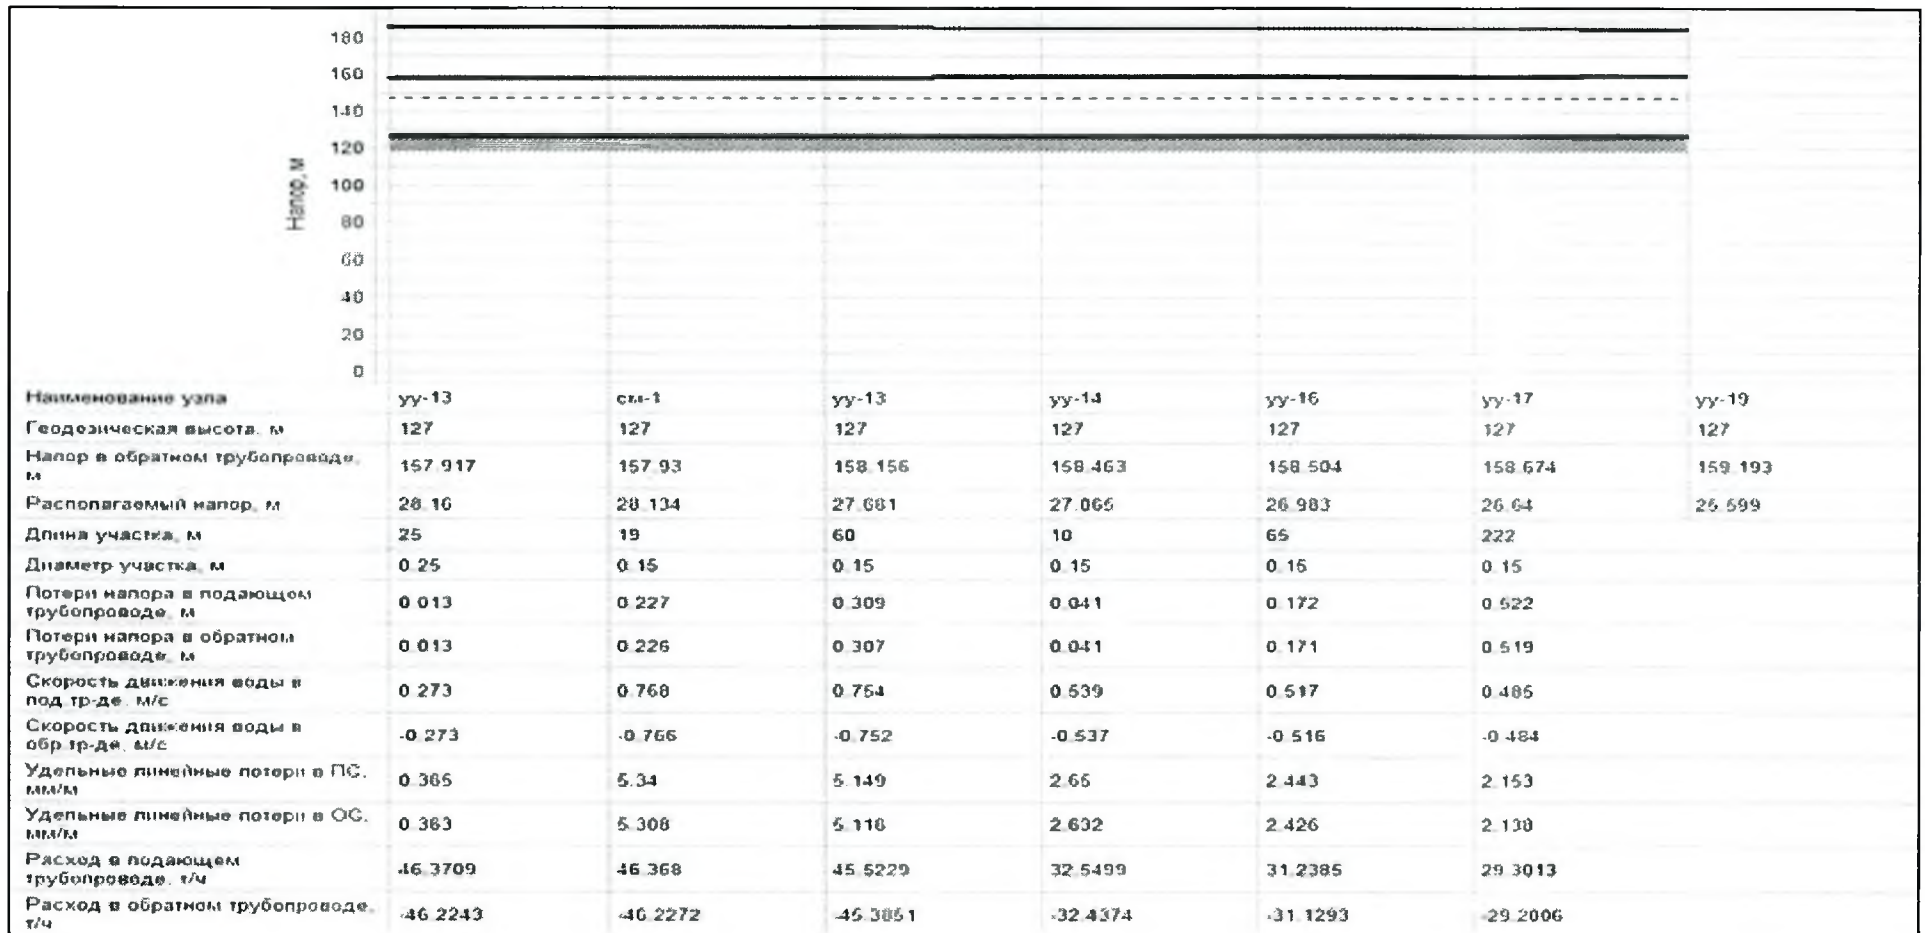 180
160
140
120
100
80
60
40
20
0
Напор, м
Наименование узла уу-13 см-1 уу-13 уу-14 уу-16 уу-17 уу-19
Геодезическая высота, м 127 127 127 127 127 127 127
Напор в обратном трубопроводе, м 157.917 157.93 158.156 158.463 158.504 158.674 159.193
Располагаемый напор, м 28.16 28.134 27.681 27.065 26.983 26.64 25.599
Длина участка, м 25 19 60 10 65 222
Диаметр участка, м 0.25 0.15 0.15 0.15 0.15 0.15
Потери напора в подающем трубопроводе, м 0.013 0.227 0.309 0.041 0.172 0.522
Потери напора в обратном трубопроводе, м 0.013 0.226 0.307 0.041 0.171 0.519
Скорость движения воды в под.тр-де, м/с 0.273 0.768 0.754 0.539 0.517 0.485
Скорость движения воды в обр.тр-де, м/с -0.273 -0.766 -0.752 -0.537 -0.516 -0.484
Удельные линейные потери в ПС, мм/м 0.365 5.34 5.149 2.65 2.443 2.153
Удельные линейные потери в ОС, мм/м 0.363 5.308 5.118 2.632 2.426 2.138
Расход в подающем трубопроводе, т/ч 46.3709 46.368 45.5229 32.5499 31.2385 29.3013
Расход в обратном трубопроводе, т/ч -46.2243 -46.2272 -45.3851 -32.4374 -31.1293 -29.2006